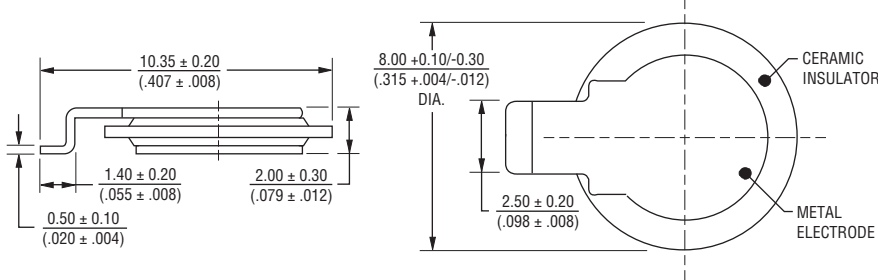 10.35 ± 0.20
(.407 ± .008)
1.40 ± 0.20
(.055 ± .008)
2.00 ± 0.30
(.079 ± .012)
0.50 ± 0.10
(.020 ± .004)
8.00 +0.10/-0.30
(.315 +.004/-.012)
DIA.
2.50 ± 0.20
(.098 ± .008)
CERAMIC
INSULATOR
METAL
ELECTRODE